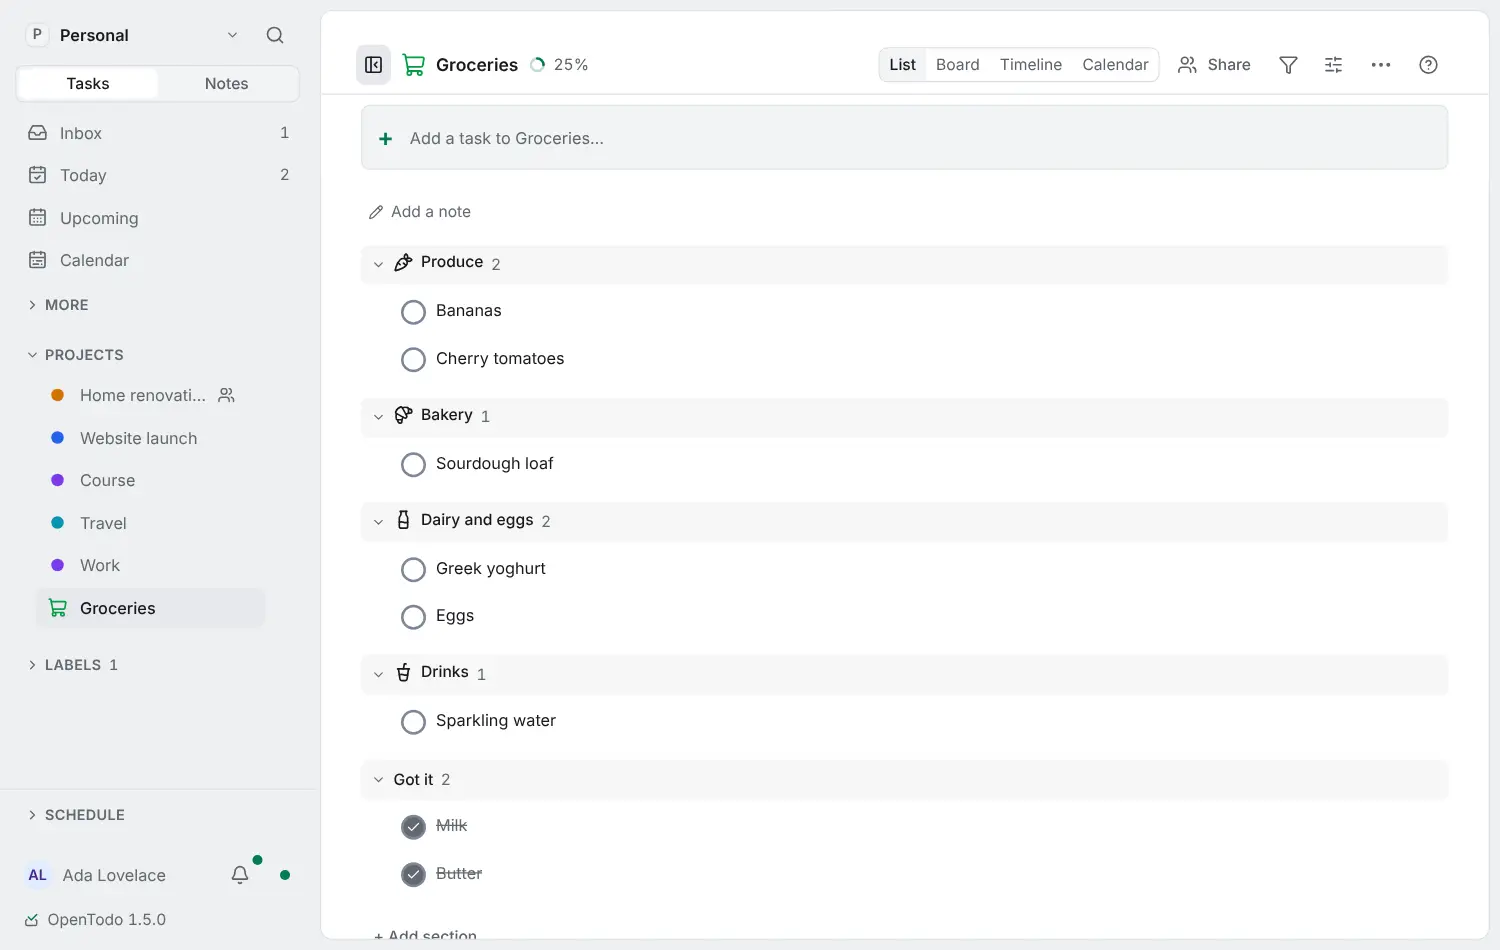 P Personal
Tasks Notes
Inbox 1
Today 2
Upcoming
Calendar
MORE
PROJECTS
Home renovati...
Website launch
Course
Travel
Work
Groceries
LABELS 1
SCHEDULE
AL Ada Lovelace
OpenTodo 1.5.0
Groceries 25%
List Board Timeline Calendar Share
Add a task to Groceries...
Add a note
Produce 2
Bananas
Cherry tomatoes
Bakery 1
Sourdough loaf
Dairy and eggs 2
Greek yoghurt
Eggs
Drinks 1
Sparkling water
Got it 2
Milk
Butter
+ Add section